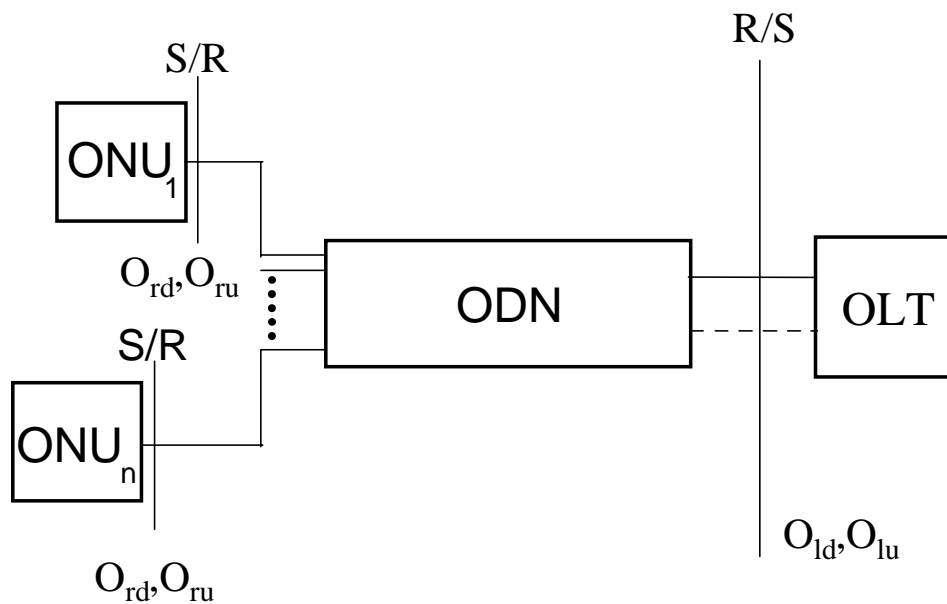 R/S
S/R
ONU1
Ord,Oru
ODN
OLT
S/R
ONUn
Old,Olu
Ord,Oru